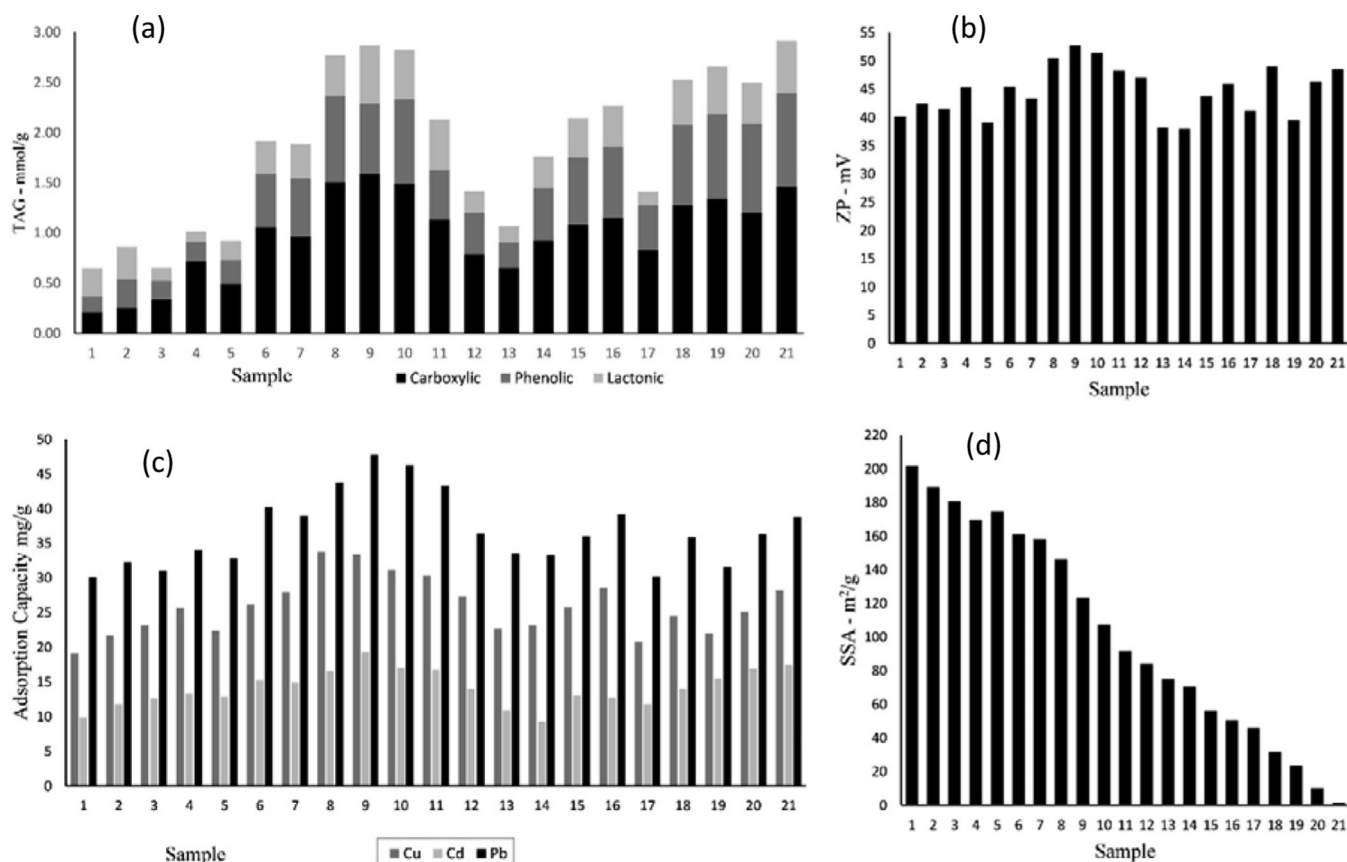 (a)
TAG - mmol/g
3.00
2.50
2.00
1.50
1.00
0.50
0.00
1 2 3 4 5 6 7 8 9 10 11 12 13 14 15 16 17 18 19 20 21
Sample
Carboxylic Phenolic Lactonic
(b)
ZP - mV
55
50
45
40
35
30
25
20
15
10
5
0
1 2 3 4 5 6 7 8 9 10 11 12 13 14 15 16 17 18 19 20 21
Sample
(c)
Adsorption Capacity mg/g
50
45
40
35
30
25
20
15
10
5
0
1 2 3 4 5 6 7 8 9 10 11 12 13 14 15 16 17 18 19 20 21
Sample
Cu Cd Pb
(d)
SSA - m²/g
220
200
180
160
140
120
100
80
60
40
20
0
1 2 3 4 5 6 7 8 9 10 11 12 13 14 15 16 17 18 19 20 21
Sample